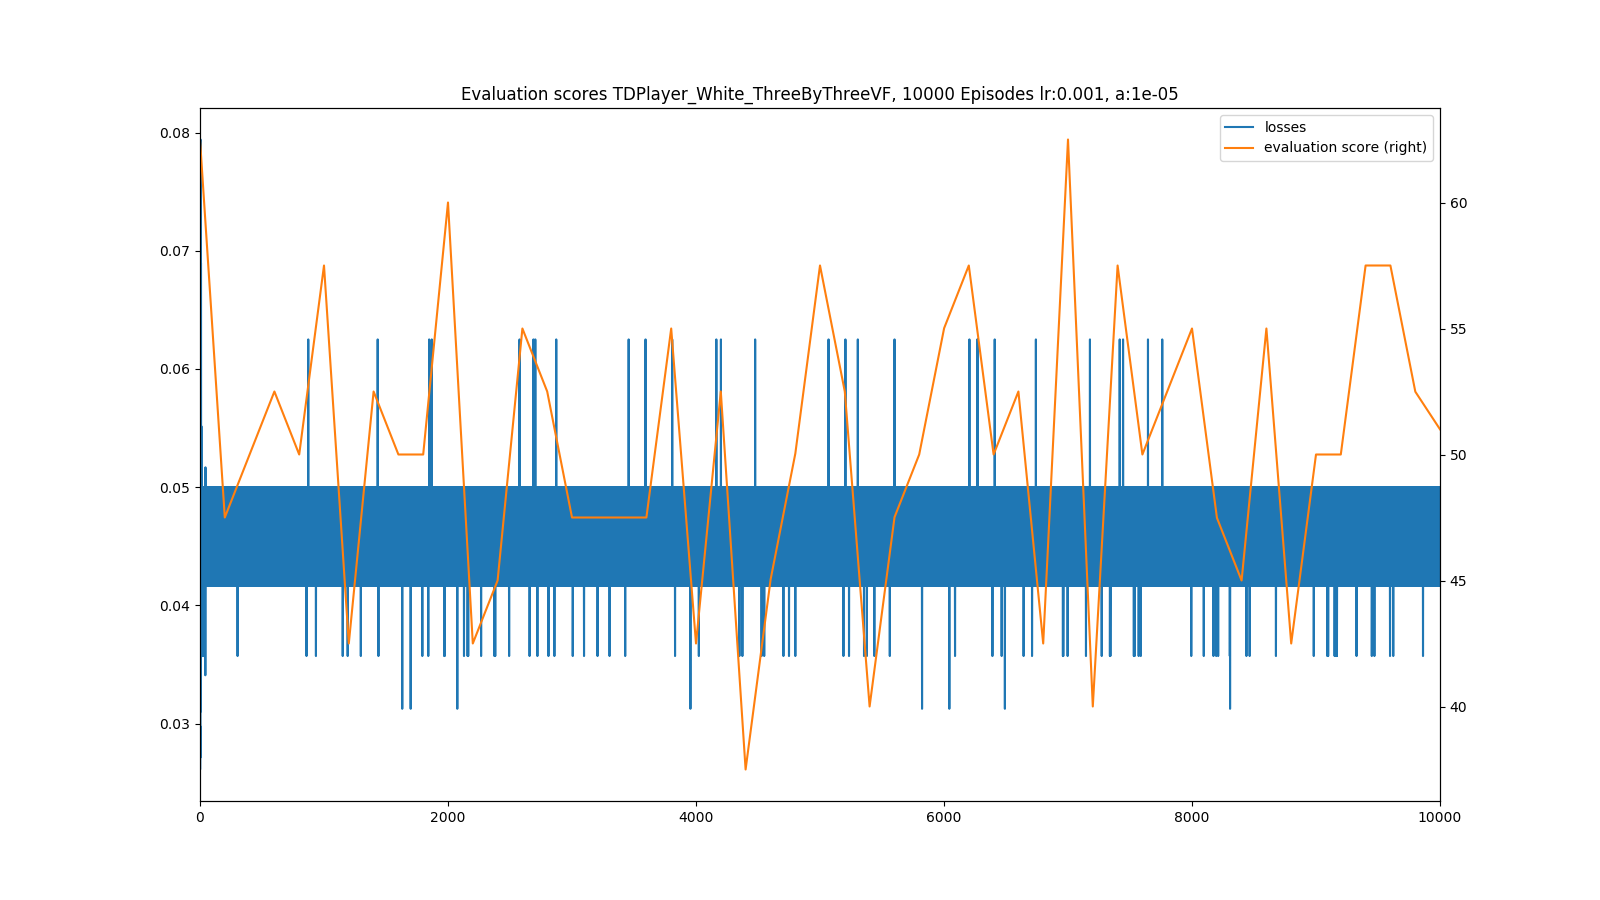 Evaluation scores TDPlayer_White_ThreeByThreeVF, 10000 Episodes lr:0.001, a:1e-05
losses
evaluation score (right)
0.08
0.07
0.06
0.05
0.04
0.03
60
55
50
45
40
0 2000 4000 6000 8000 10000